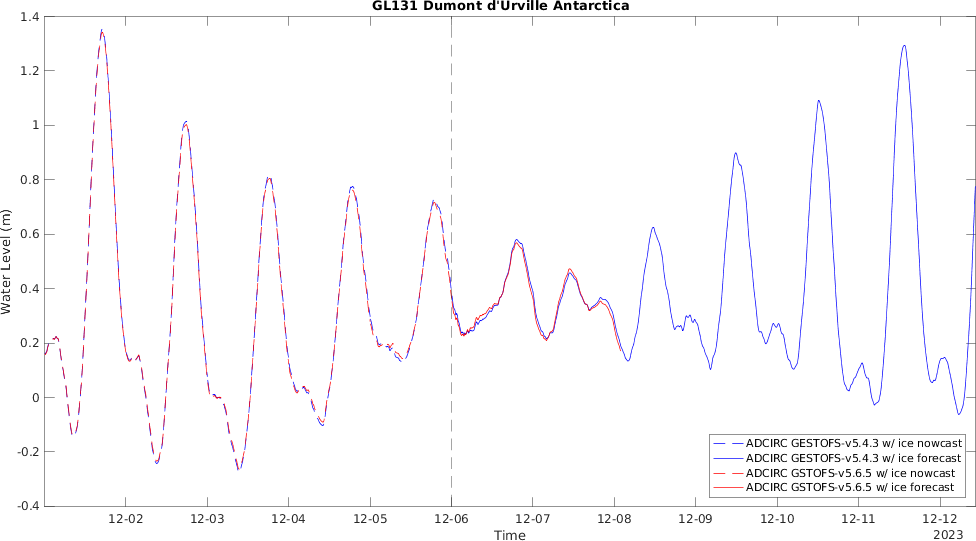 GL131 Dumont d'Urville Antarctica
1.4
1.2
1
0.8
0.6
0.4
0.2
0
-0.2
-0.4
Water Level (m)
12-02 12-03 12-04 12-05 12-06 12-07 12-08 12-09 12-10 12-11 12-12
2023
Time
ADCIRC GESTOFS-v5.4.3 w/ ice nowcast
ADCIRC GESTOFS-v5.4.3 w/ ice forecast
ADCIRC GSTOFS-v5.6.5 w/ ice nowcast
ADCIRC GSTOFS-v5.6.5 w/ ice forecast